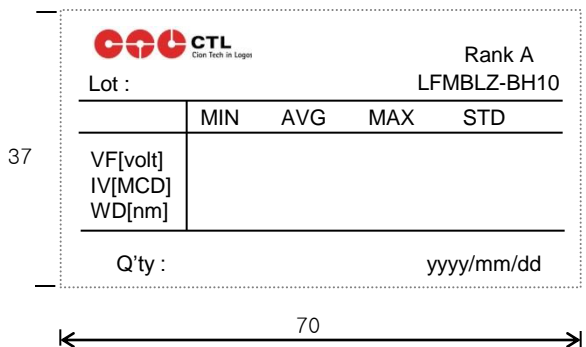 CTL
Cion Tech in Logos
Rank A
Lot :
LFMBLZ-BH10
MIN AVG MAX STD
37
VF[volt]
IV[MCD]
WD[nm]
Q'ty :
yyyy/mm/dd
70